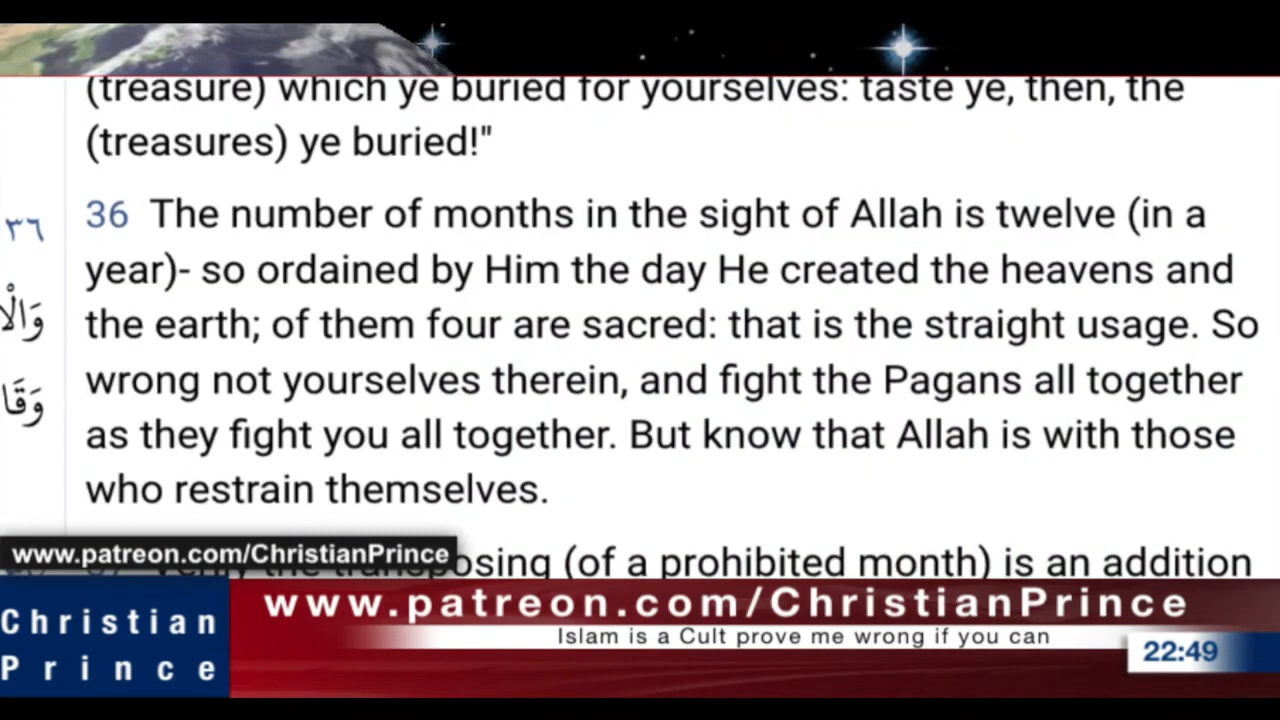 (treasure) which ye buried for yourselves: taste ye, then, the
(treasures) ye buried!"
٣٦
36 The number of months in the sight of Allah is twelve (in a
year)- so ordained by Him the day He created the heavens and
the earth; of them four are sacred: that is the straight usage. So
wrong not yourselves therein, and fight the Pagans all together
as they fight you all together. But know that Allah is with those
who restrain themselves.
(of a prohibited month) is an addition
www.patreon.com/ChristianPrince
www.patreon.com/ChristianPrince
Islam is a Cult prove me wrong if you can
Christian
Prince
22:49